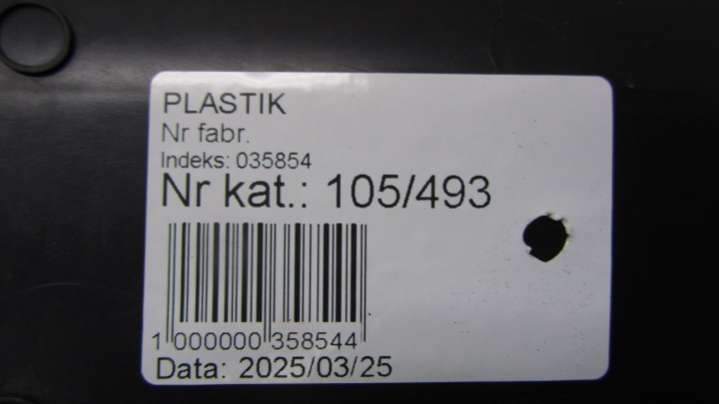 PLASTIK
Nr fabr.
Indeks: 035854
Nr kat.: 105/493
1 000000 358544
Data: 2025/03/25